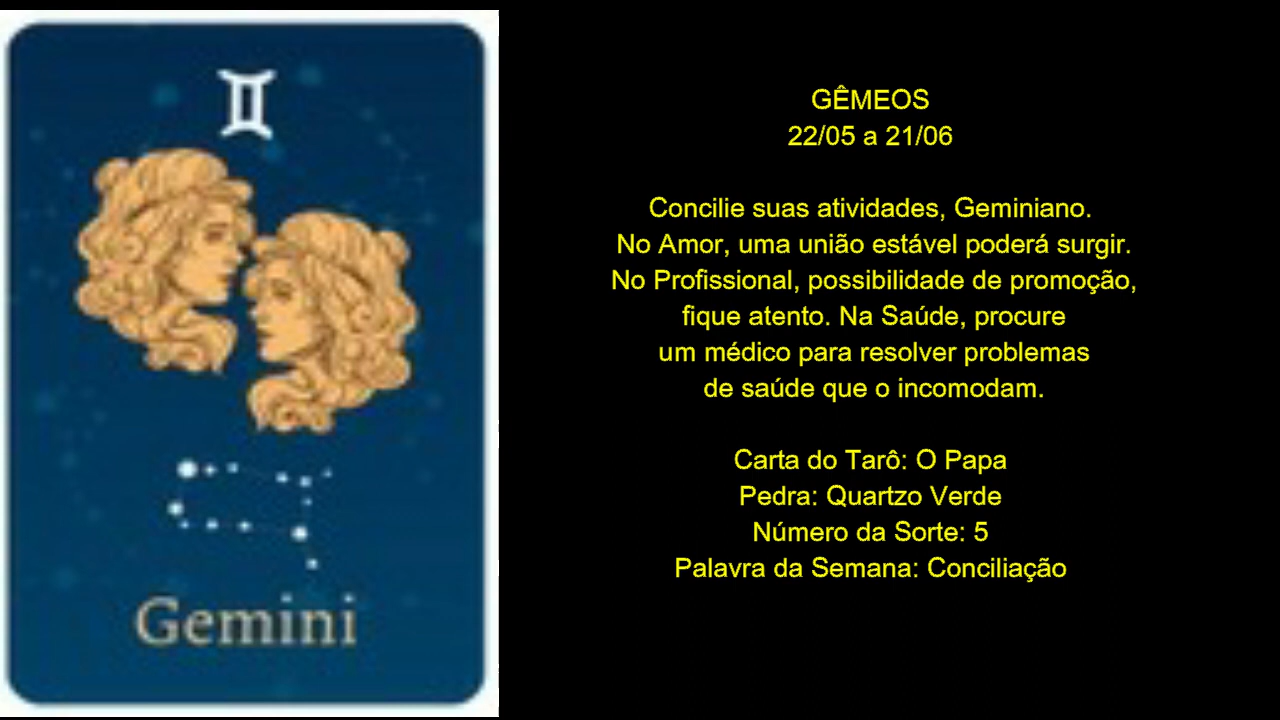 Gemini
GÊMEOS
22/05 a 21/06
Concilie suas atividades, Geminiano.
No Amor, uma união estável poderá surgir.
No Profissional, possibilidade de promoção,
fique atento. Na Saúde, procure
um médico para resolver problemas
de saúde que o incomodam.
Carta do Tarô: O Papa
Pedra: Quartzo Verde
Número da Sorte: 5
Palavra da Semana: Conciliação